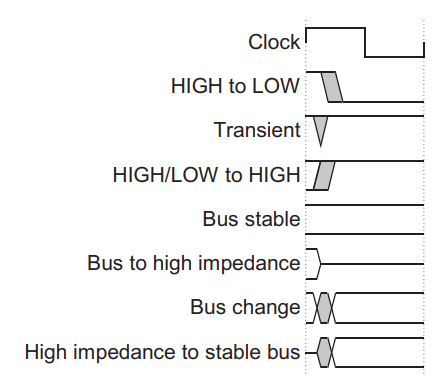 Clock
HIGH to LOW
Transient
HIGH/LOW to HIGH
Bus stable
Bus to high impedance
Bus change
High impedance to stable bus